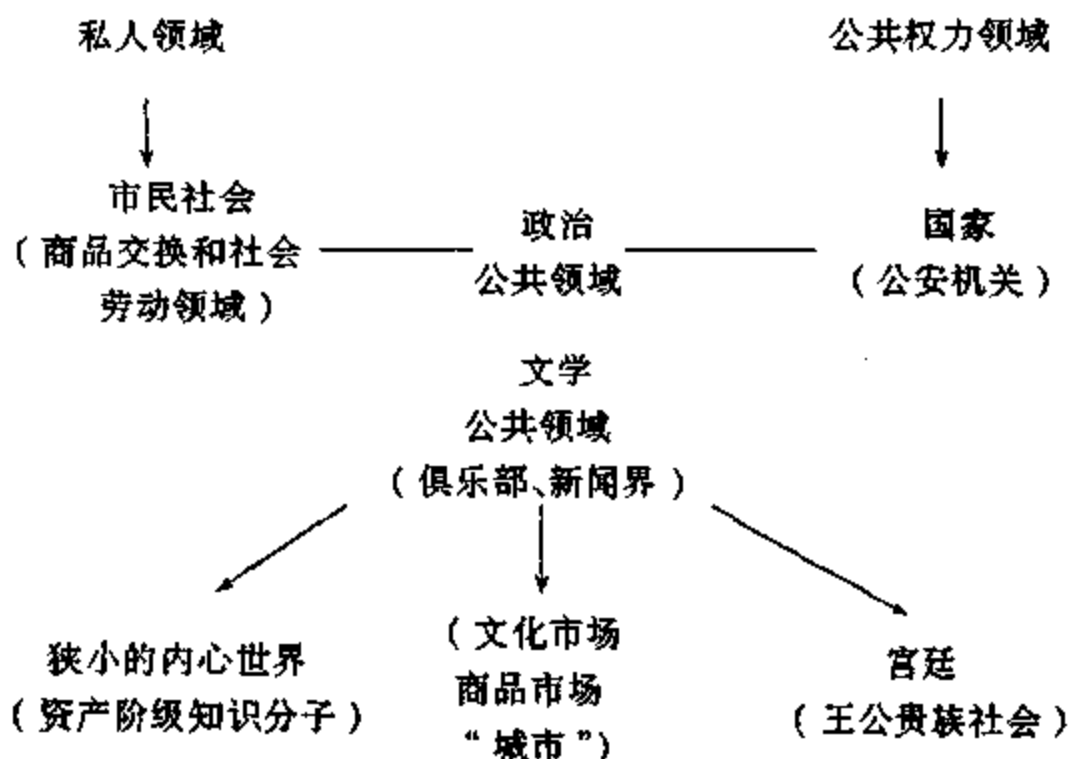 私人领域
公共权力领域
市民社会
(商品交换和社会
劳动领域)
政治
公共领域
国家
(公安机关)
文学
公共领域
(俱乐部、新闻界)
狭小的内心世界
(资产阶级知识分子)
(文化市场
商品市场
“城市”)
宫廷
(王公贵族社会)